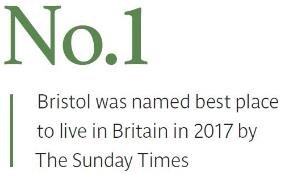 No.1
Bristol was named best place
to live in Britain in 2017 by
The Sunday Times